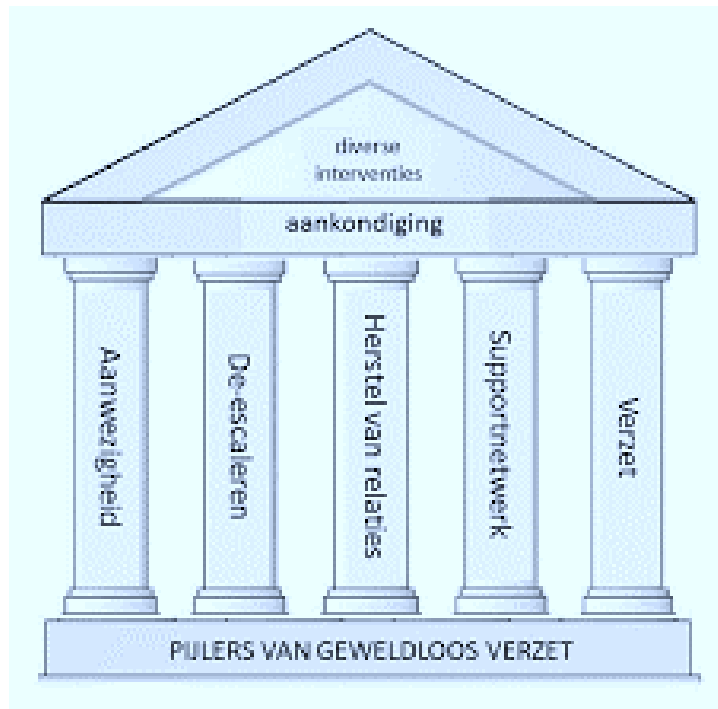 diverse
interventies
aankondiging
Aanwezigheid
De-escaleren
Herstel van relaties
Supportnetwerk
Verzet
PIJLERS VAN GEWELDLOOS VERZET